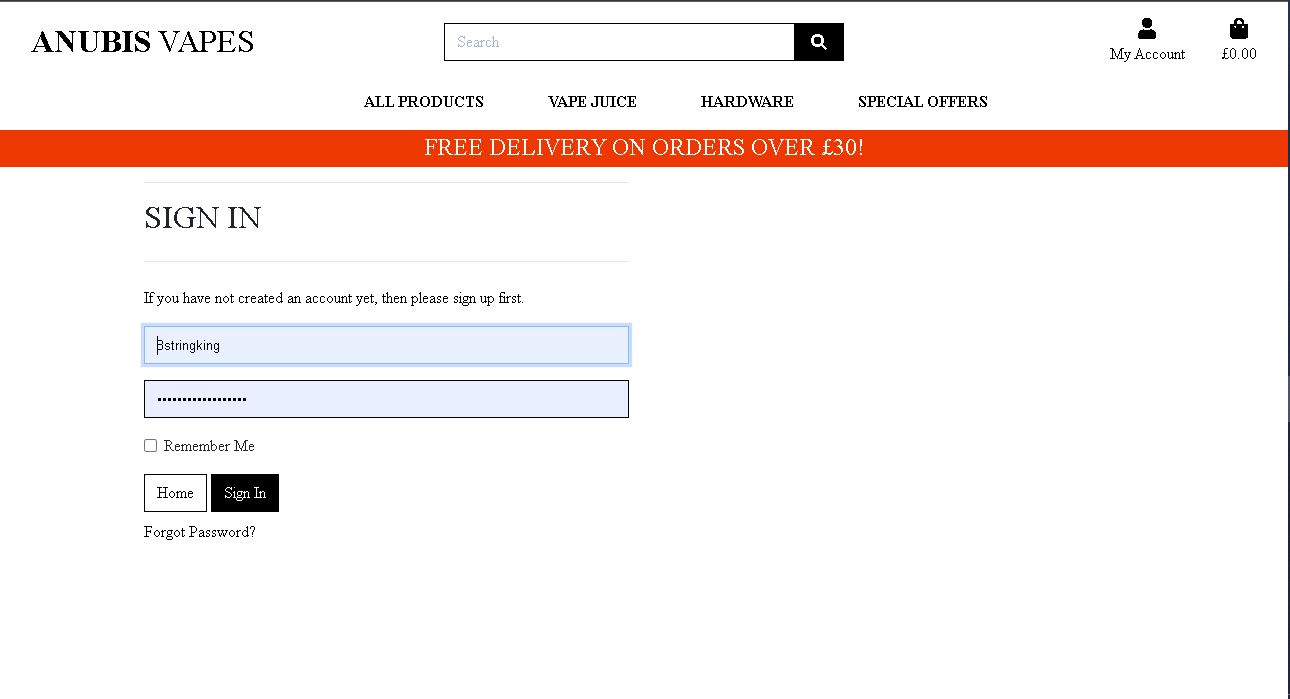 ANUBIS VAPES
Search
My Account
£0.00
ALL PRODUCTS VAPE JUICE HARDWARE SPECIAL OFFERS
FREE DELIVERY ON ORDERS OVER £30!
SIGN IN
If you have not created an account yet, then please sign up first.
Bstringking
••••••••••••••••••
Remember Me
Home Sign In
Forgot Password?